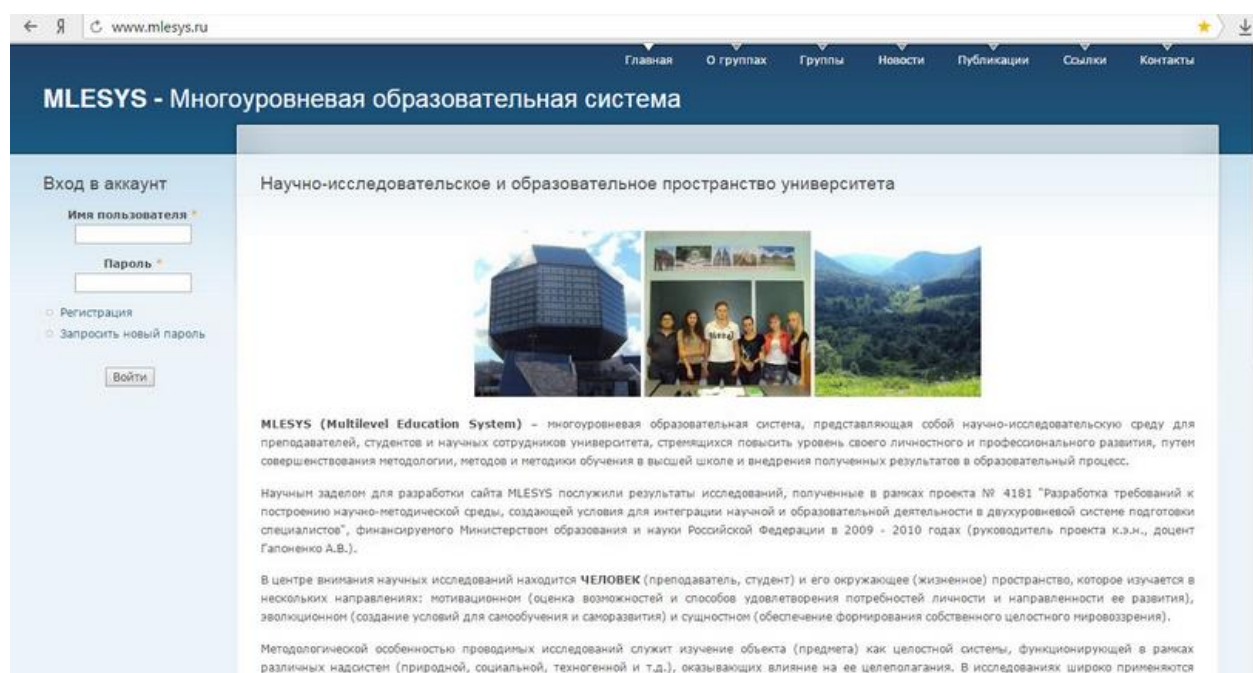 www.mlesys.ru
Главная О группах Группы Новости Публикации Ссылки Контакты
MLESYS - Многоуровневая образовательная система
Вход в аккаунт
Имя пользователя *
Пароль *
Регистрация
Запросить новый пароль
Войти
Научно-исследовательское и образовательное пространство университета
MLESYS (Multilevel Education System) – многоуровневая образовательная система, представляющая собой научно-исследовательскую среду для
преподавателей, студентов и научных сотрудников университета, стремящихся повысить уровень своего личностного и профессионального развития, путем
совершенствования методологии, методов и методики обучения в высшей школе и внедрения полученных результатов в образовательный процесс.
Научным заделом для разработки сайта MLESYS послужили результаты исследований, полученные в рамках проекта № 4181 "Разработка требований к
построению научно-методической среды, создающей условия для интеграции научной и образовательной деятельности в двухуровневой системе подготовки
специалистов", финансируемого Министерством образования и науки Российской Федерации в 2009 - 2010 годах (руководитель проекта к.э.н., доцент
Гапоненко А.В.).
В центре внимания научных исследований находится ЧЕЛОВЕК (преподаватель, студент) и его окружающее (жизненное) пространство, которое изучается в
нескольких направлениях: мотивационном (оценка возможностей и способов удовлетворения потребностей личности и направленности ее развития),
эволюционном (создание условий для самообучения и саморазвития) и сущностном (обеспечение формирования собственного целостного мировоззрения).
Методологической особенностью проводимых исследований служит изучение объекта (предмета) как целостной системы, функционирующей в рамках
различных надсистем (природной, социальной, техногенной и т.д.), оказывающих влияние на ее целеполагания. В исследованиях широко применяются